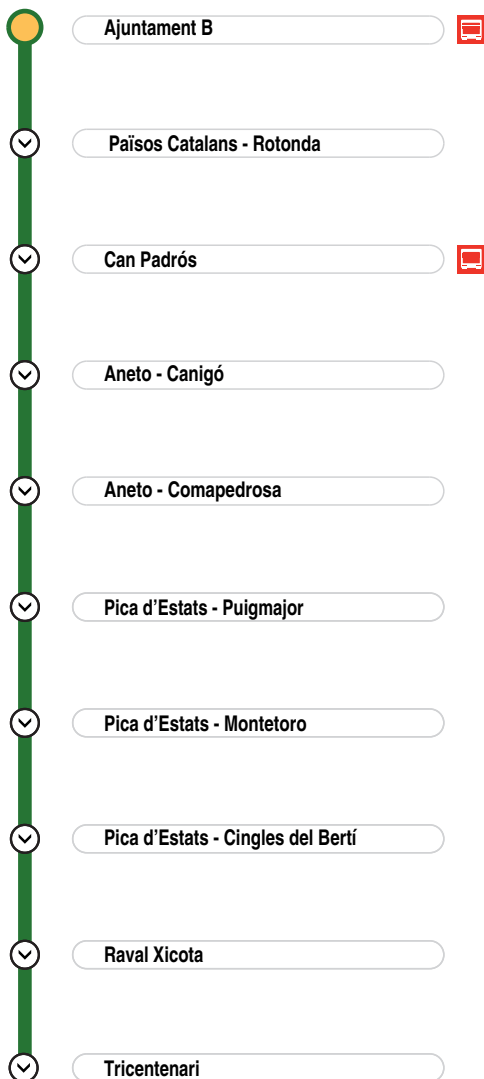 Ajuntament B
Països Catalans - Rotonda
Can Padrós
Aneto - Canigó
Aneto - Comapedrosa
Pica d’Estats - Puigmajor
Pica d’Estats - Montetoro
Pica d’Estats - Cingles del Bertí
Raval Xicota
Tricentenari